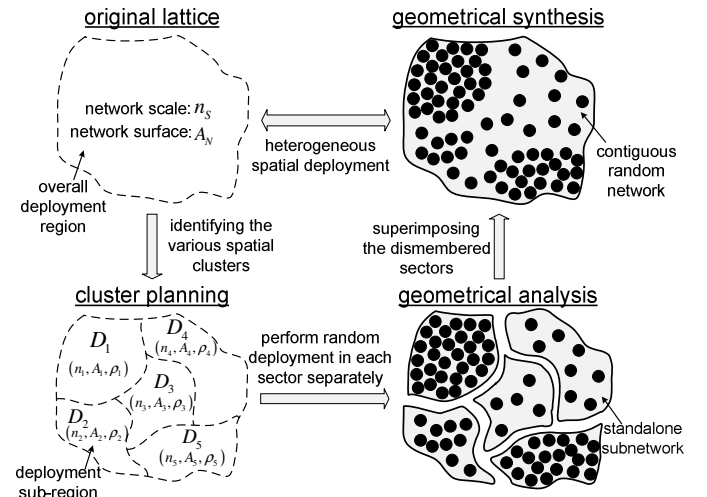 original lattice
network scale: n_S
network surface: A_N
overall
deployment
region
heterogeneous
spatial deployment
geometrical synthesis
contiguous
random
network
identifying the
various spatial
clusters
superimposing
the dismembered
sectors
cluster planning
D_1
(n_1, A_1, ρ_1)
D_4
(n_4, A_4, ρ_4)
D_3
(n_3, A_3, ρ_3)
D_2
(n_2, A_2, ρ_2)
D_5
(n_5, A_5, ρ_5)
deployment
sub-region
perform random
deployment in each
sector separately
geometrical analysis
standalone
subnetwork